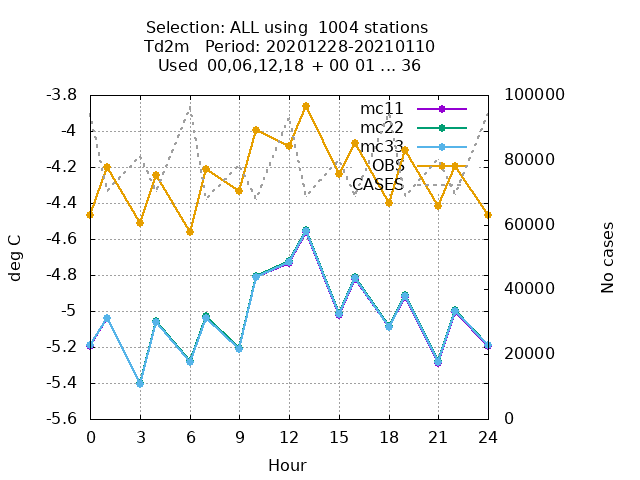 Selection: ALL using  1004 stations
Td2m   Period: 20201228-20210110
Used  00,06,12,18  + 00 01 ... 36
-3.8
-4
-4.2
-4.4
-4.6
-4.8
-5
-5.2
-5.4
-5.6
100000
80000
60000
40000
20000
0
mc11
mc22
mc33
OBS
CASES
deg C
No cases
0 3 6 9 12 15 18 21 24
Hour